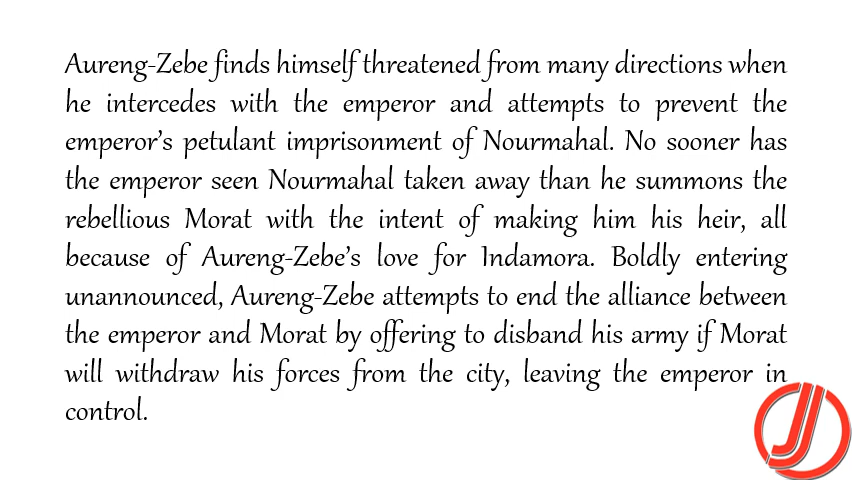 Aureng-Zebe finds himself threatened from many directions when
he intercedes with the emperor and attempts to prevent the
emperor’s petulant imprisonment of Nourmahal. No sooner has
the emperor seen Nourmahal taken away than he summons the
rebellious Morat with the intent of making him his heir, all
because of Aureng-Zebe’s love for Indamora. Boldly entering
unannounced, Aureng-Zebe attempts to end the alliance between
the emperor and Morat by offering to disband his army if Morat
will withdraw his forces from the city, leaving the emperor in
control.